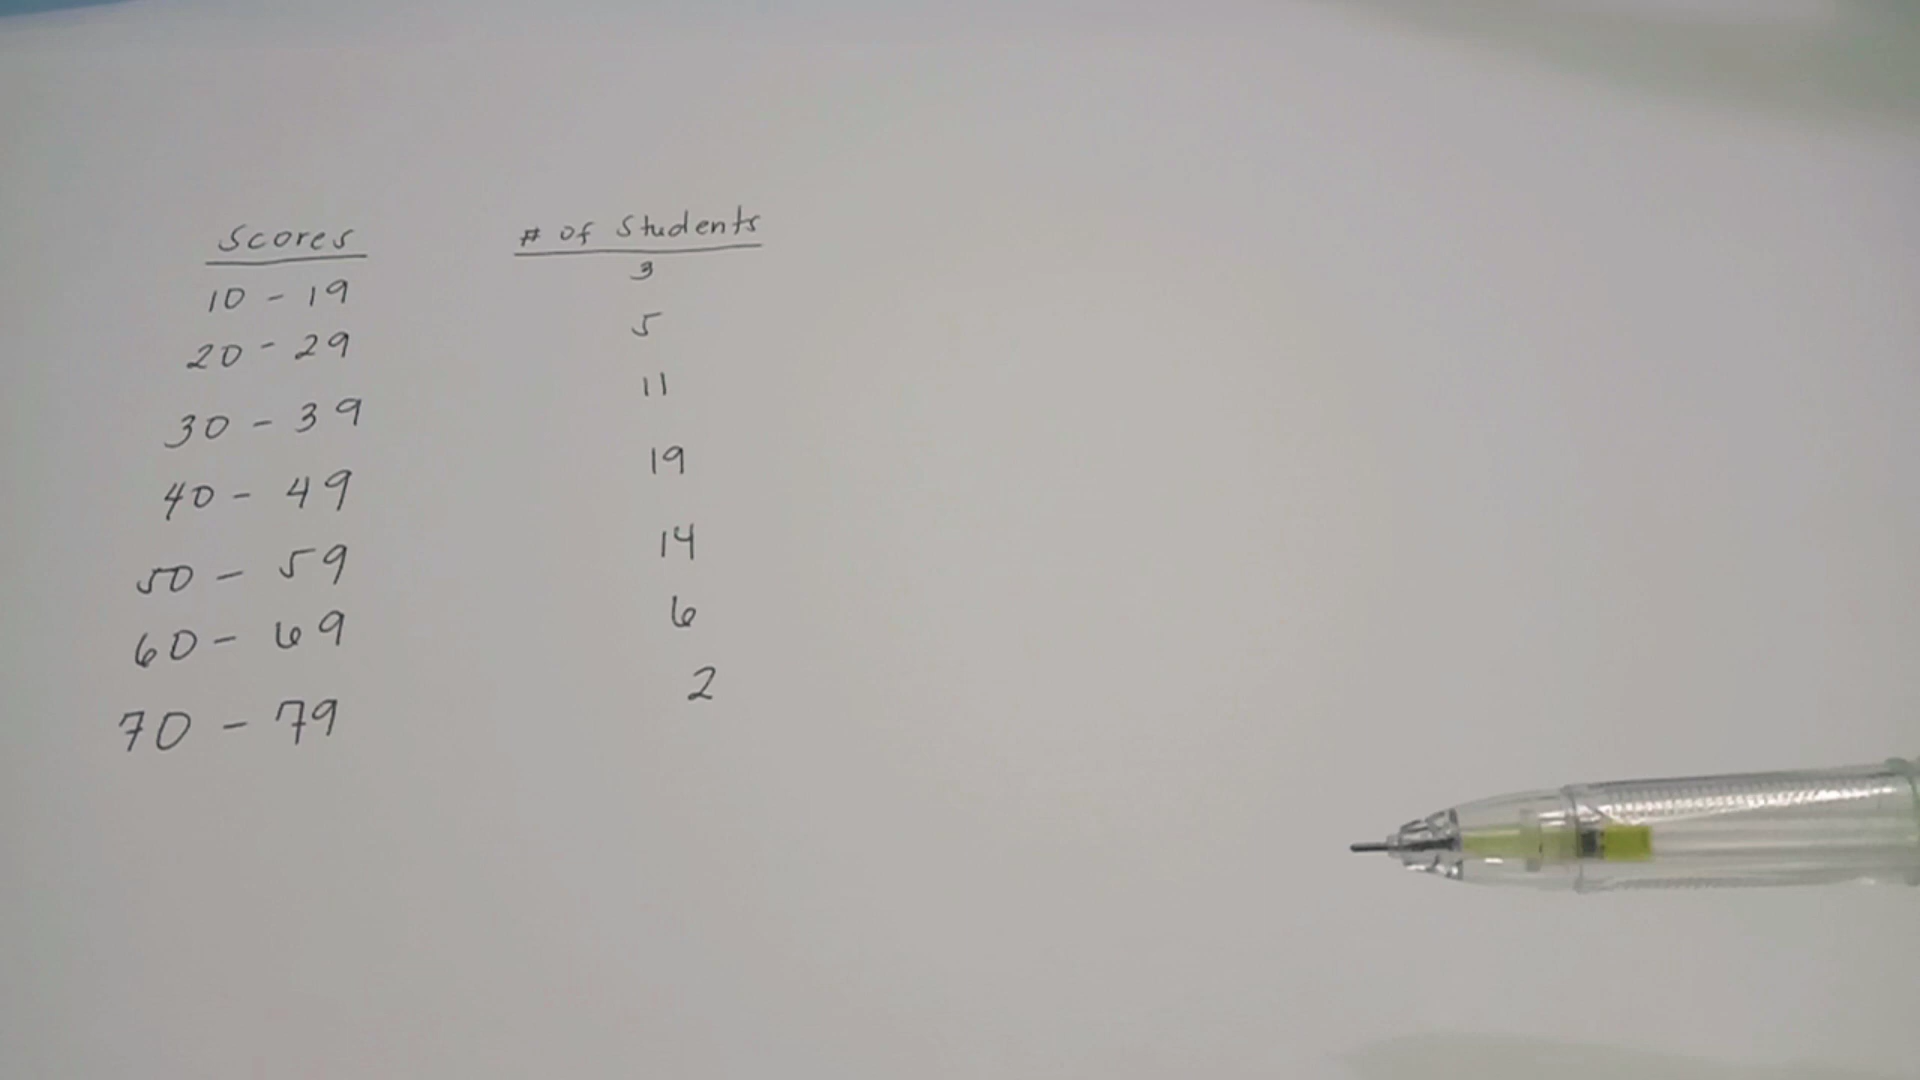 Scores # of Students
10 - 19 3
20 - 29 5
30 - 39 11
40 - 49 19
50 - 59 14
60 - 69 6
70 - 79 2